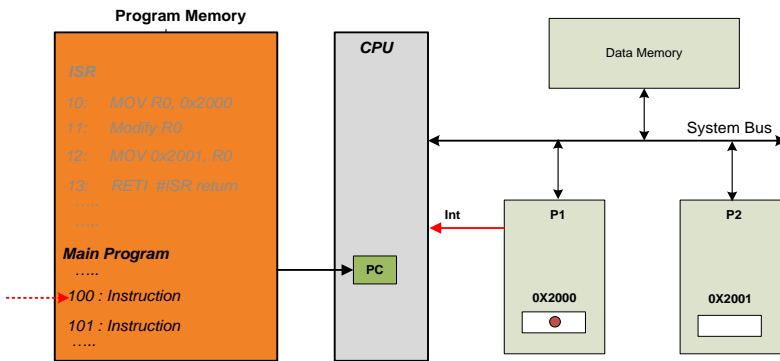 Program Memory
ISR
10: MOV R0, 0x2000
11: Modify R0
12: MOV 0x2001, R0
13: RETI #ISR return
.....
.....
Main Program
.....
100 : Instruction
101 : Instruction
.....
CPU
PC
Data Memory
System Bus
Int
P1
0X2000
P2
0X2001